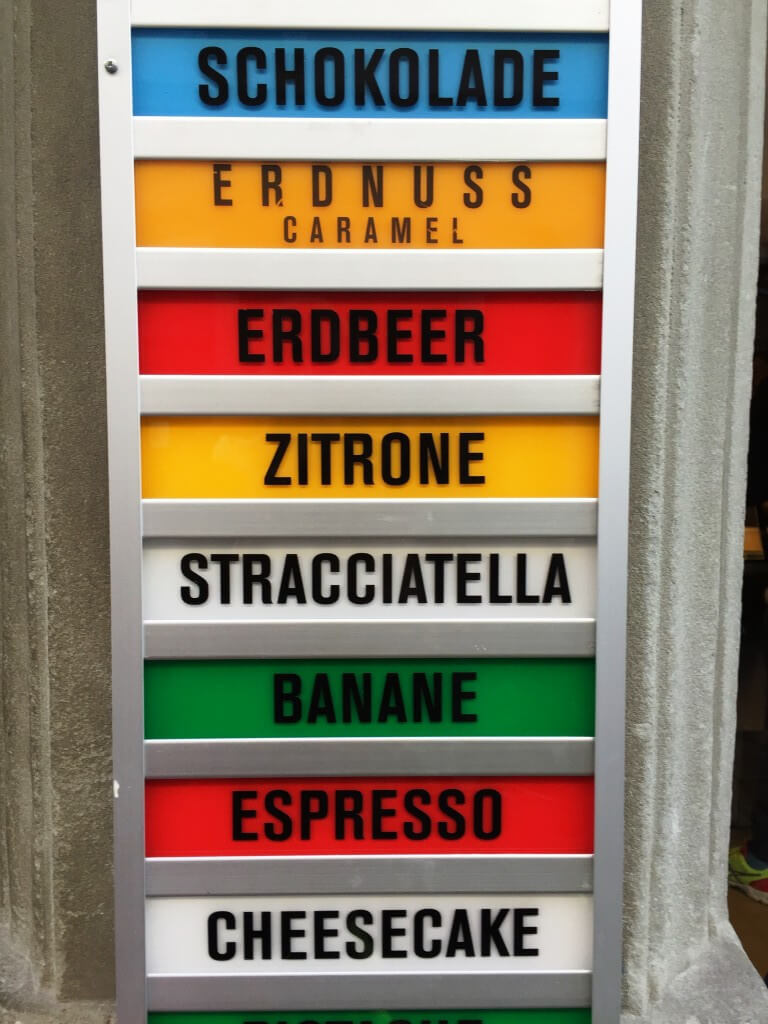 SCHOKOLADE
ERDNUSS
CARAMEL
ERDBEER
ZITRONE
STRACCIATELLA
BANANE
ESPRESSO
CHEESECAKE